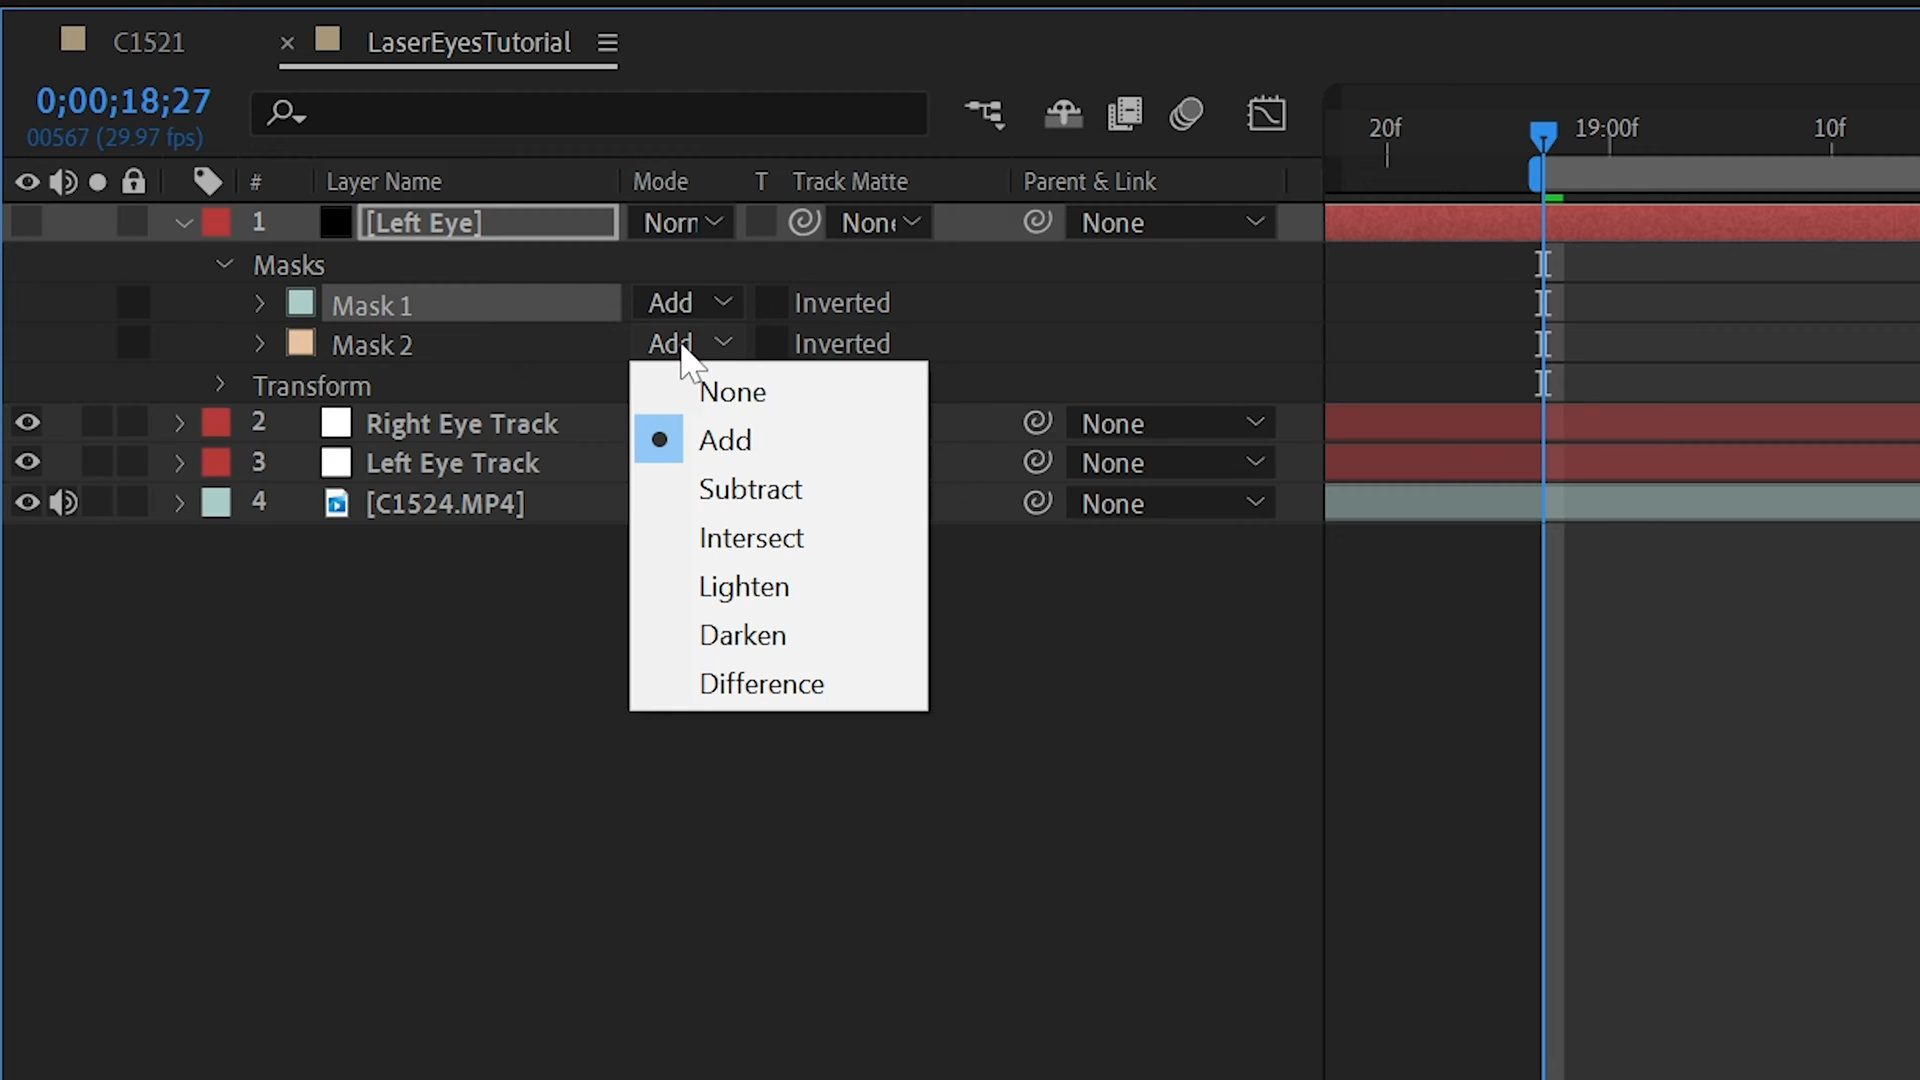 C1521 × LaserEyesTutorial
0;00;18;27
00567 (29.97 fps)
20f 19:00f 10f
# Layer Name Mode T Track Matte Parent & Link
1 [Left Eye] Norn None None
Masks
Mask 1 Add Inverted
Mask 2 Add Inverted
Transform
None
2 Right Eye Track None
Add
3 Left Eye Track None
Subtract
4 [C1524.MP4] None
Intersect
Lighten
Darken
Difference